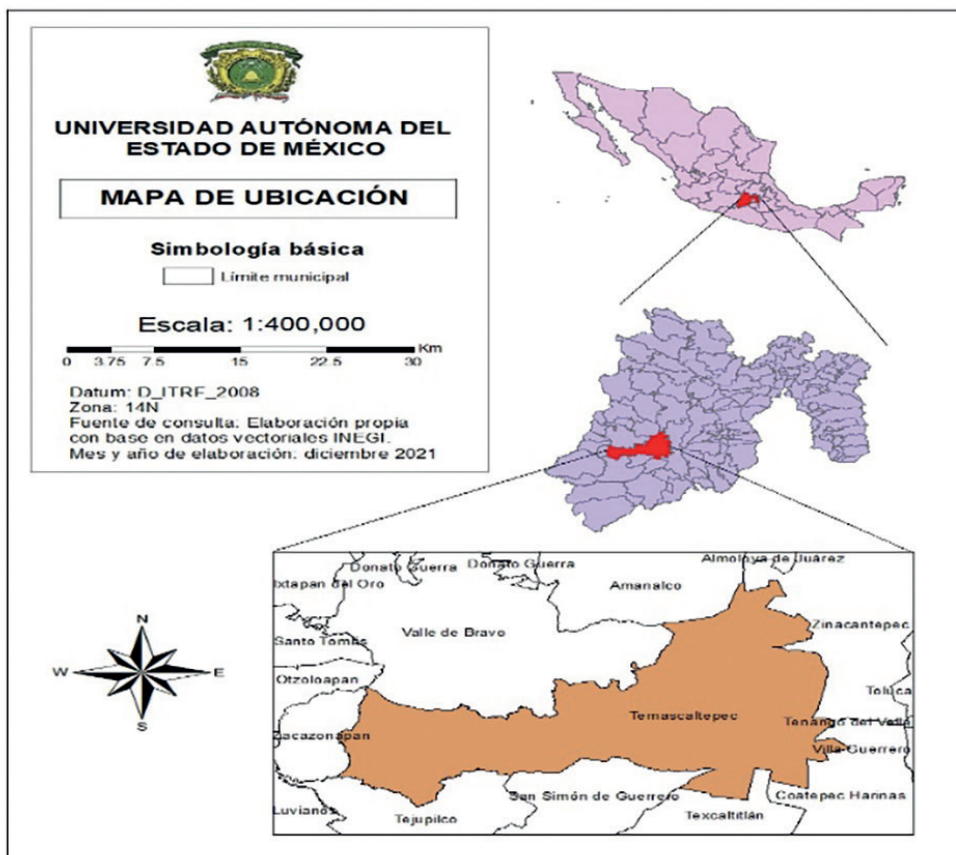 UNIVERSIDAD AUTÓNOMA DEL
ESTADO DE MÉXICO
MAPA DE UBICACIÓN
Simbología básica
Límite municipal
Escala: 1:400,000
Km
0 3.75 7.5 15 22.5 30
Datum: D_ITRF_2008
Zona: 14N
Fuente de consulta: Elaboración propia
con base en datos vectoriales INEGI.
Mes y año de elaboración: diciembre 2021
N
W E
S
Almoloya de Juárez
Donato Guerra Donato Guerra
Ixtapan del Oro Amanalco
Zinacantepec
Valle de Bravo
Santo Tomás
Otzoloapan
Toluca
Temascaltepec Tenango del Valle
Zacazonapan
Villa Guerrero
San Simón de Guerrero Coatepec Harinas
Luvianos
Tejupilco Texcaltitlán